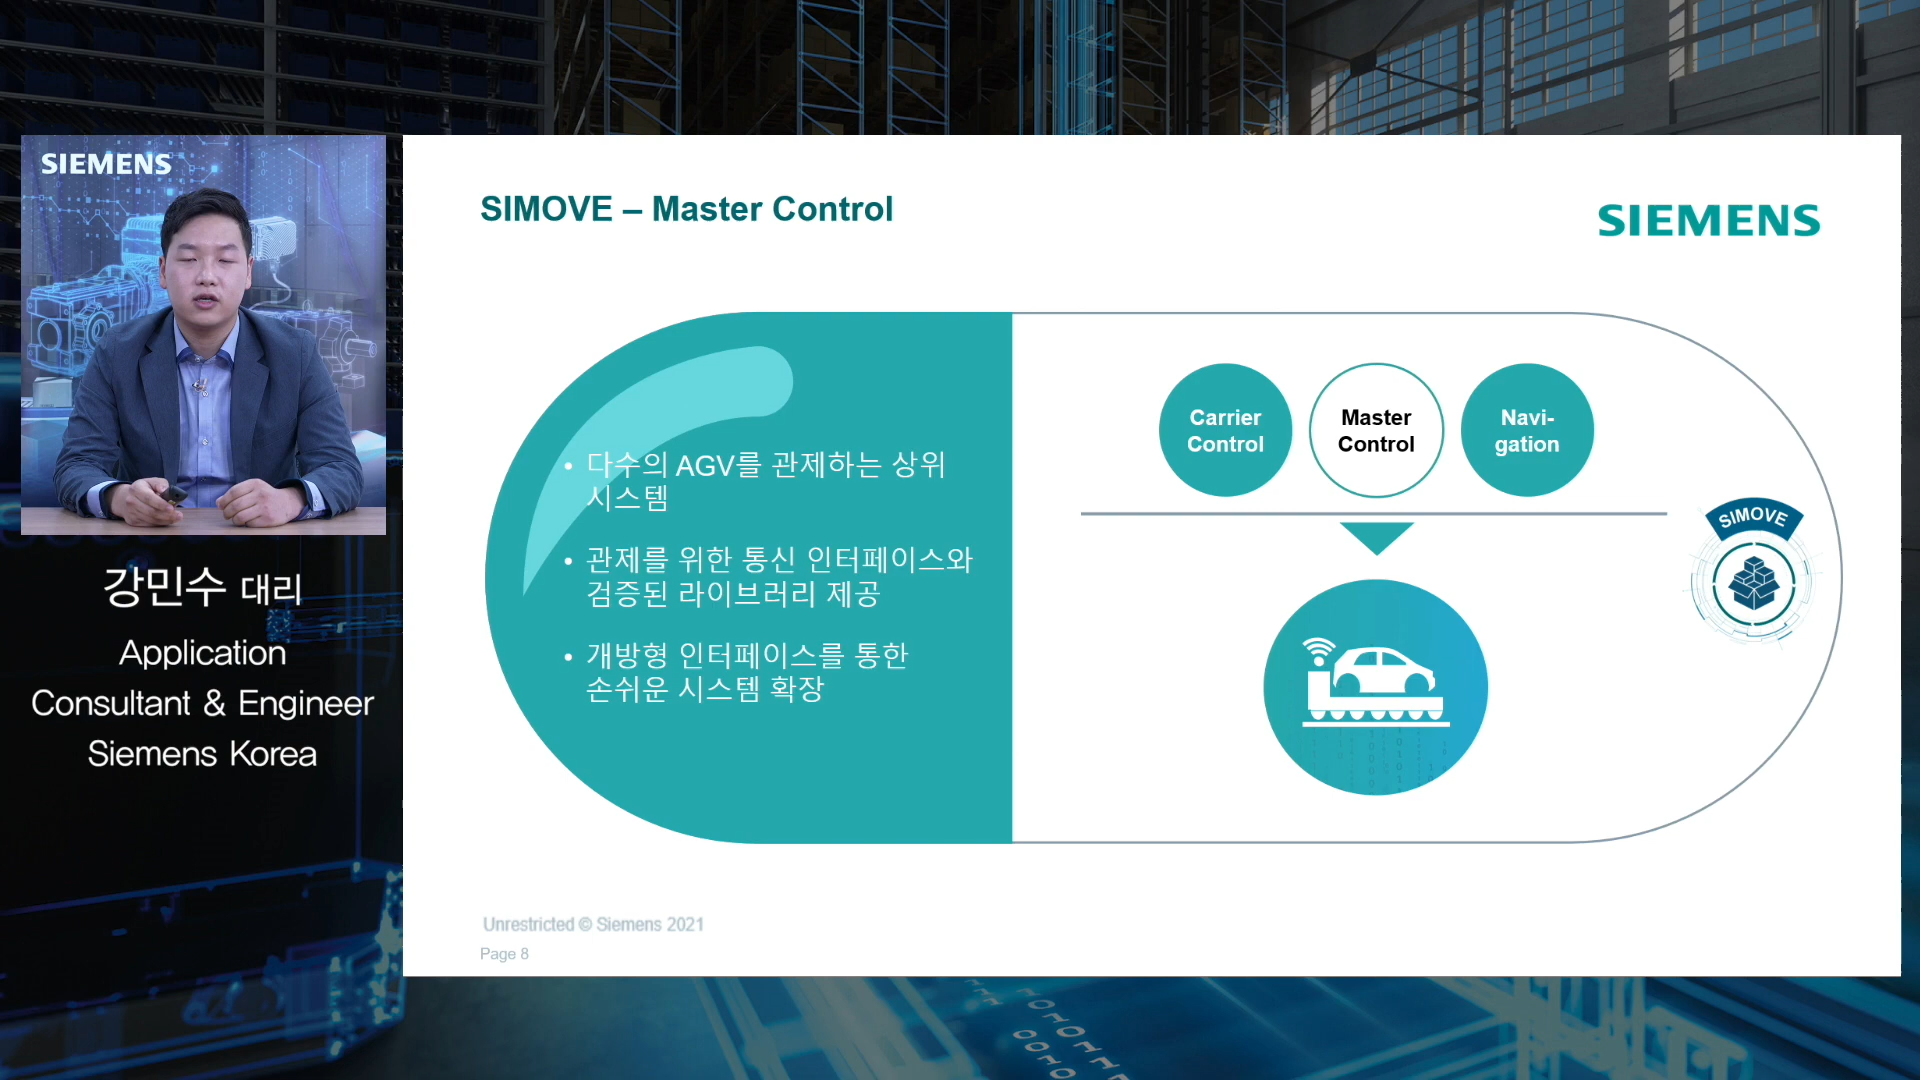 SIEMENS
강민수 대리
Application
Consultant & Engineer
Siemens Korea
SIMOVE – Master Control
SIEMENS
• 다수의 AGV를 관제하는 상위
시스템
• 관제를 위한 통신 인터페이스와
검증된 라이브러리 제공
• 개방형 인터페이스를 통한
손쉬운 시스템 확장
Carrier
Control
Master
Control
Navi-
gation
SIMOVE
Unrestricted © Siemens 2021
Page 8